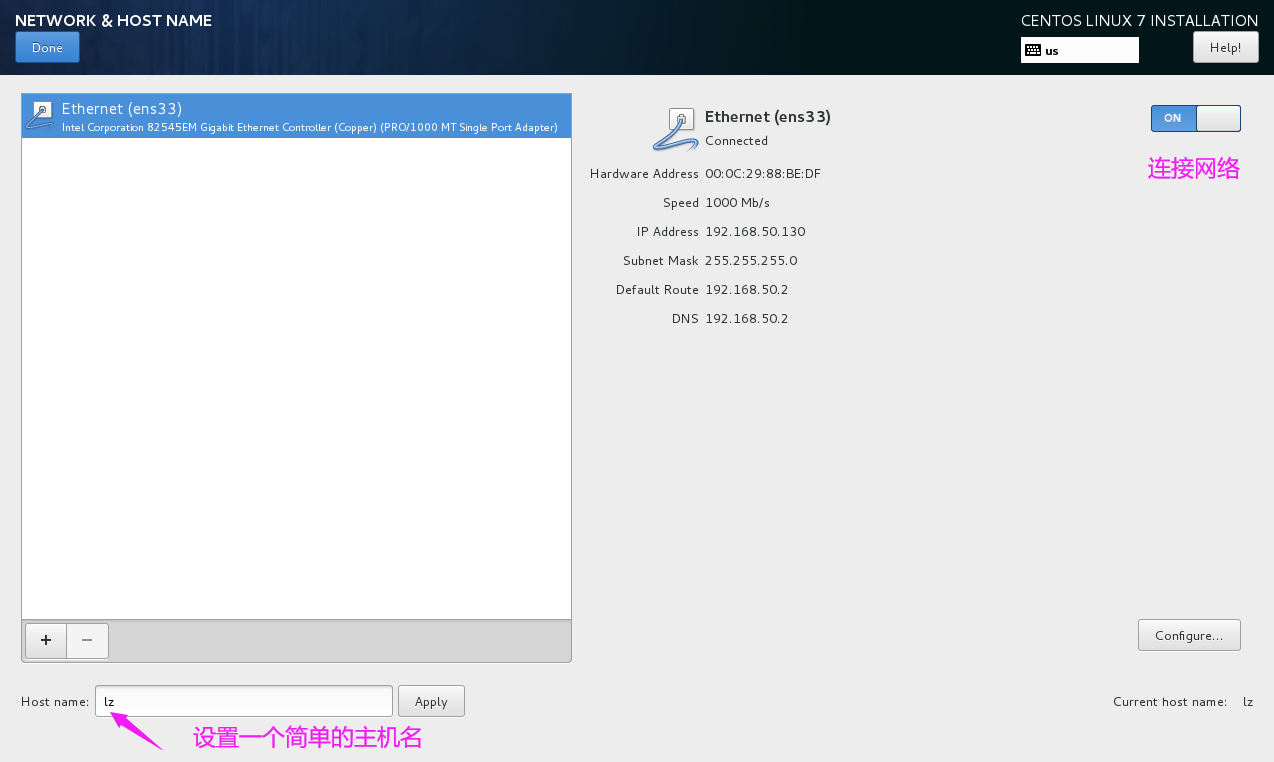 NETWORK & HOST NAME
CENTOS LINUX 7 INSTALLATION
Done
us
Help!
Ethernet (ens33)
Intel Corporation 82545EM Gigabit Ethernet Controller (Copper) (PRO/1000 MT Single Port Adapter)
Ethernet (ens33)
Connected
ON
连接网络
Hardware Address 00:0C:29:88:BE:DF
Speed 1000 Mb/s
IP Address 192.168.50.130
Subnet Mask 255.255.255.0
Default Route 192.168.50.2
DNS 192.168.50.2
+ −
Configure...
Host name: lz Apply
Current host name: lz
设置一个简单的主机名